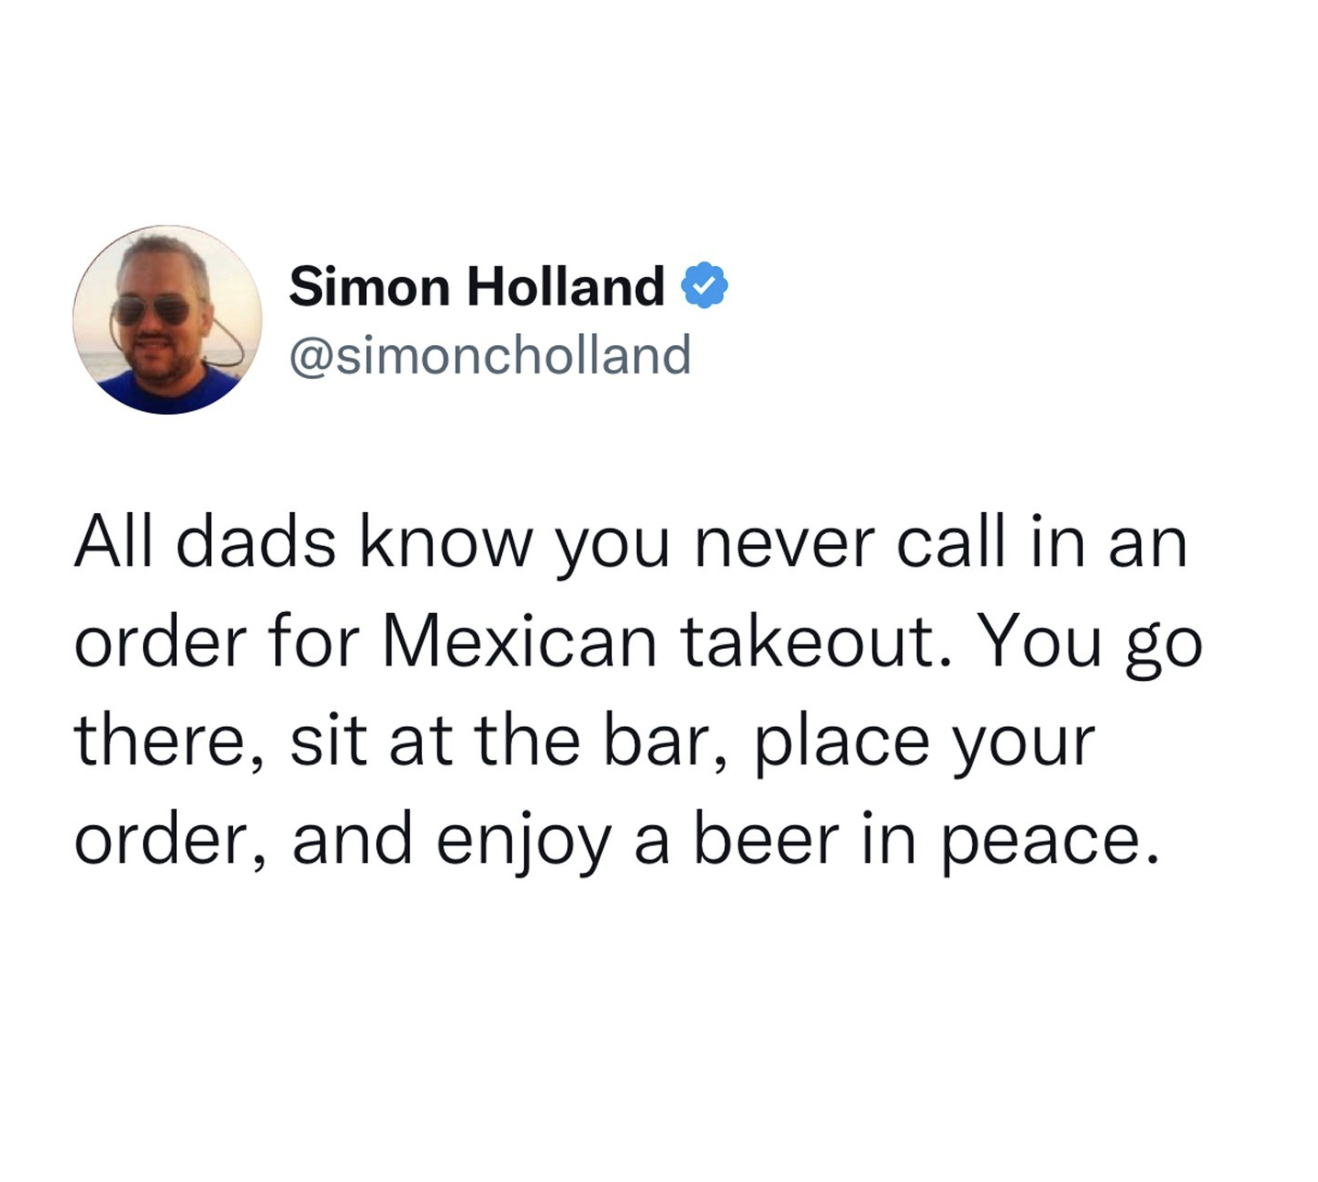 Simon Holland
@simoncholland
All dads know you never call in an
order for Mexican takeout. You go
there, sit at the bar, place your
order, and enjoy a beer in peace.